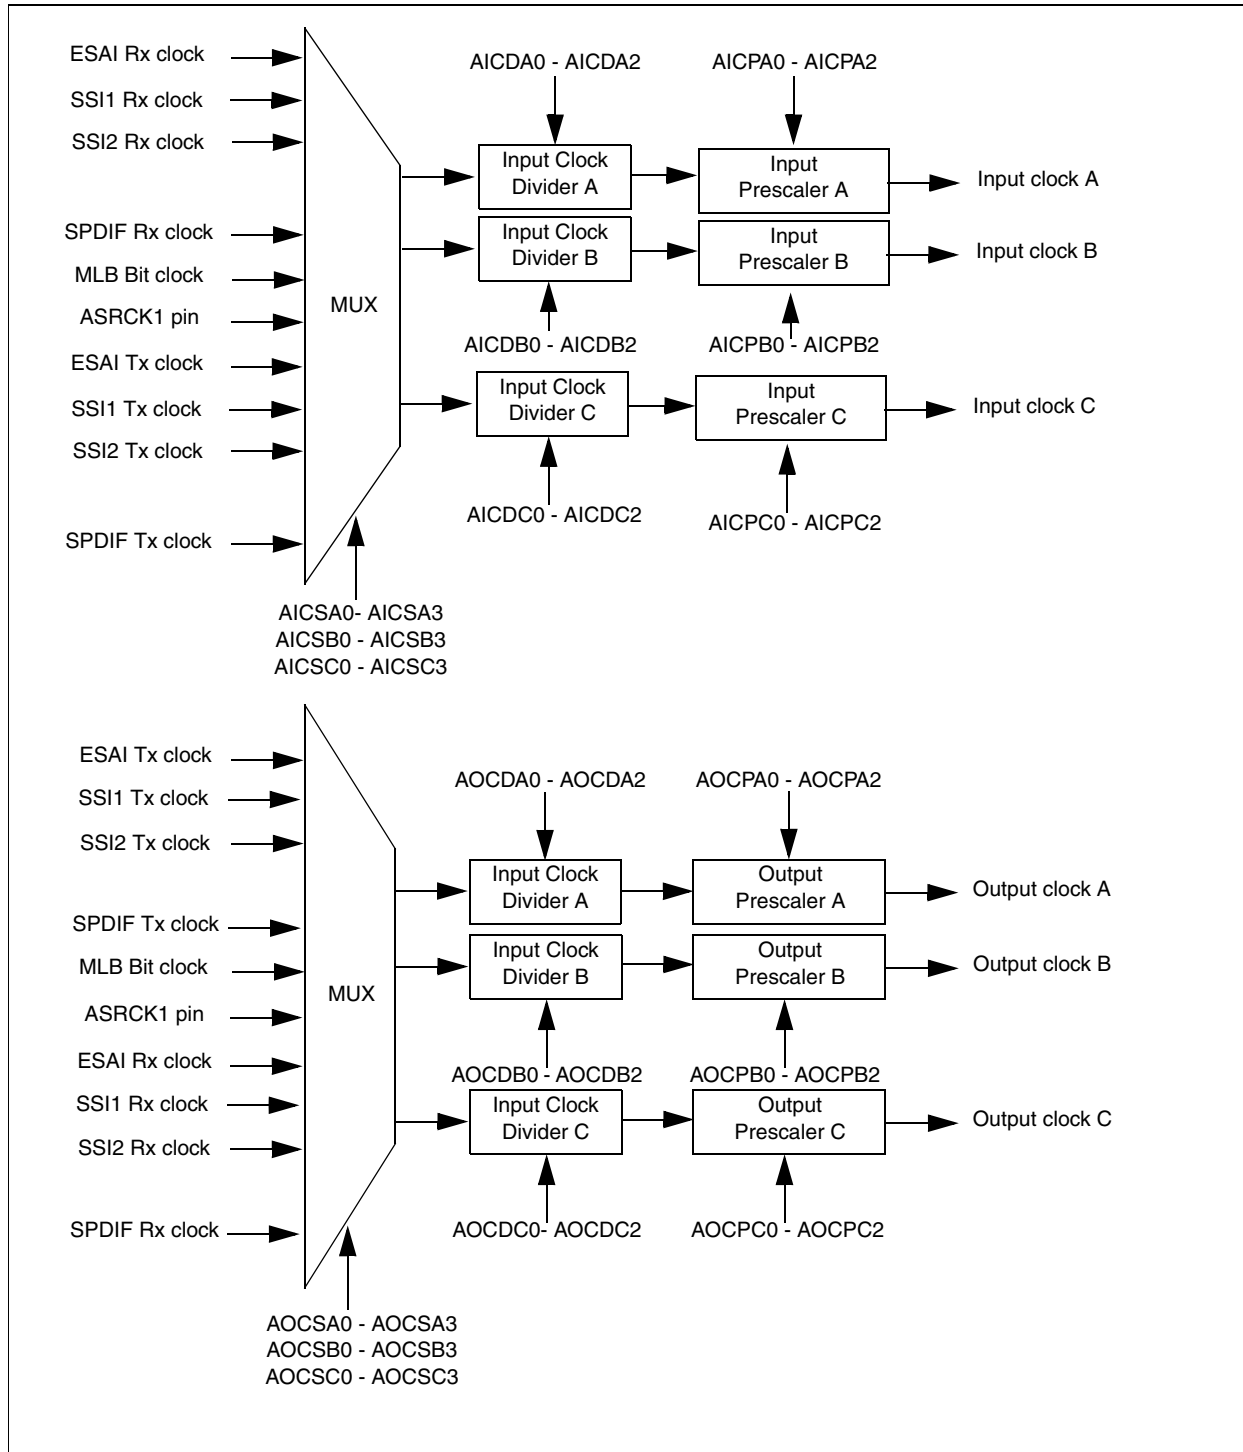 ESAI Rx clock
SSI1 Rx clock
SSI2 Rx clock
SPDIF Rx clock
MLB Bit clock
ASRCK1 pin
ESAI Tx clock
SSI1 Tx clock
SSI2 Tx clock
SPDIF Tx clock
MUX
AICSA0- AICSA3
AICSB0 - AICSB3
AICSC0 - AICSC3
AICDA0 - AICDA2
AICPA0 - AICPA2
Input Clock
Divider A
Input
Prescaler A
Input clock A
Input Clock
Divider B
Input
Prescaler B
Input clock B
AICDB0 - AICDB2
AICPB0 - AICPB2
Input Clock
Divider C
Input
Prescaler C
Input clock C
AICDC0 - AICDC2
AICPC0 - AICPC2
ESAI Tx clock
SSI1 Tx clock
SSI2 Tx clock
SPDIF Tx clock
MLB Bit clock
ASRCK1 pin
ESAI Rx clock
SSI1 Rx clock
SSI2 Rx clock
SPDIF Rx clock
MUX
AOCSA0 - AOCSA3
AOCSB0 - AOCSB3
AOCSC0 - AOCSC3
AOCDA0 - AOCDA2
AOCPA0 - AOCPA2
Input Clock
Divider A
Output
Prescaler A
Output clock A
Input Clock
Divider B
Output
Prescaler B
Output clock B
AOCDB0 - AOCDB2
AOCPB0 - AOCPB2
Input Clock
Divider C
Output
Prescaler C
Output clock C
AOCDC0- AOCDC2
AOCPC0 - AOCPC2